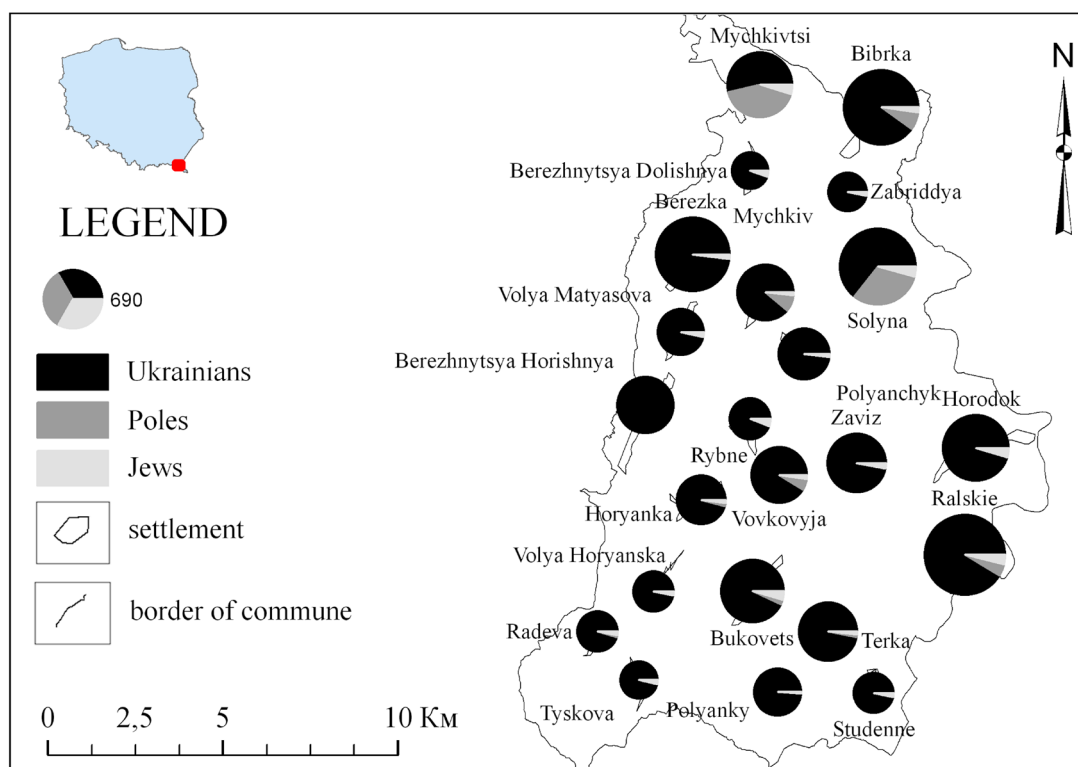 Mychkivtsi
Bibrka
N
Berezhnytsya Dolishnya
Zabriddya
Berezka
Mychkiv
LEGEND
690
Volya Matyasova
Solyna
Berezhnytsya Horishnya
Ukrainians
Polyanchyk
Horodok
Poles
Zaviz
Jews
Rybne
Ralskie
Horyanka
Vovkovyja
settlement
Volya Horyanska
border of commune
Radeva
Bukovets
Terka
Tyskova
Polyanky
Studenne
0 2,5 5 10 Км